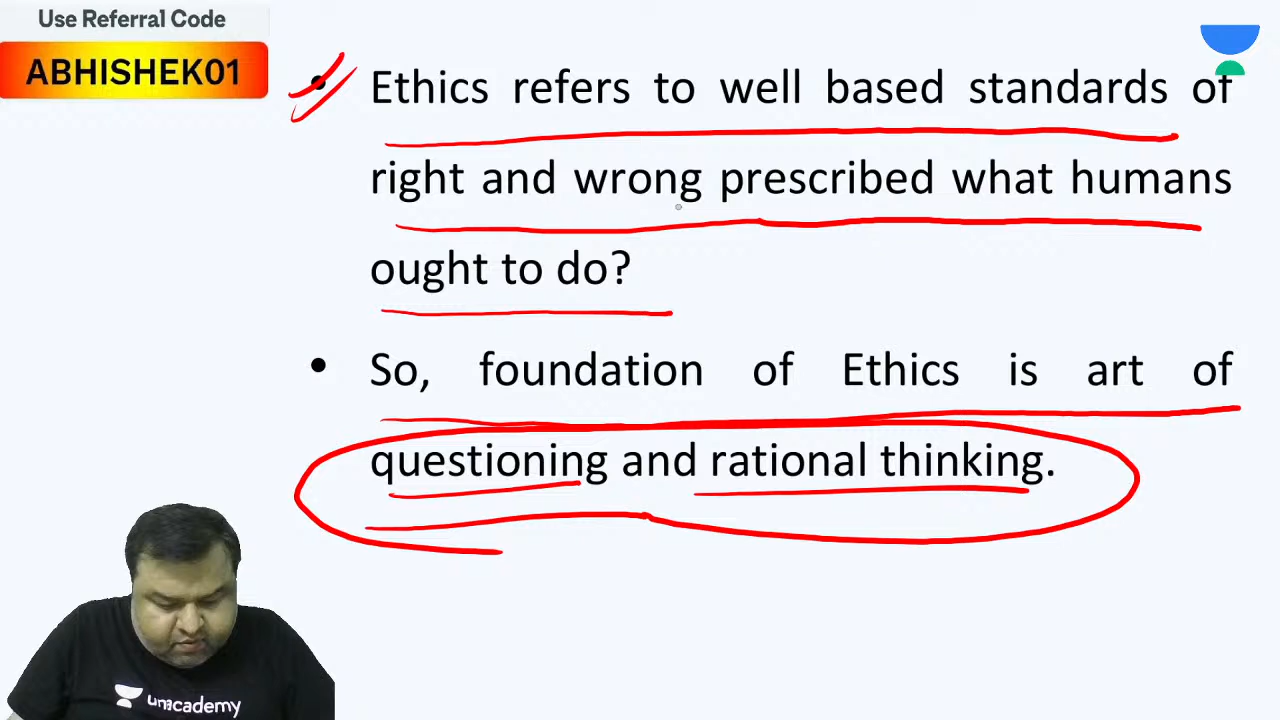 Use Referral Code
ABHISHEK01
• Ethics refers to well based standards of
right and wrong prescribed what humans
ought to do?
• So, foundation of Ethics is art of
questioning and rational thinking.
unacademy